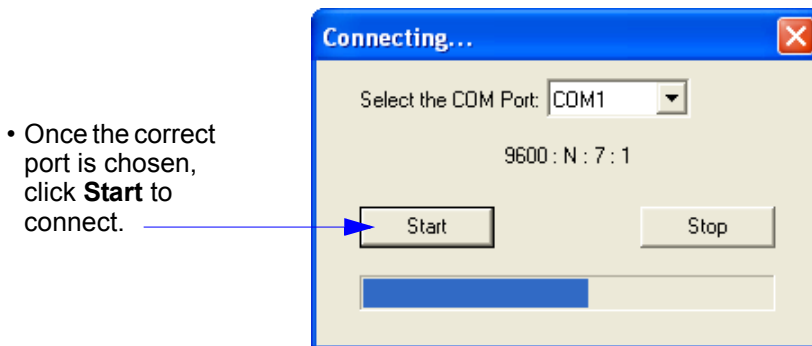 Connecting...
Select the COM Port: COM1
9600 : N : 7 : 1
• Once the correct
port is chosen,
click Start to
connect.
Start
Stop